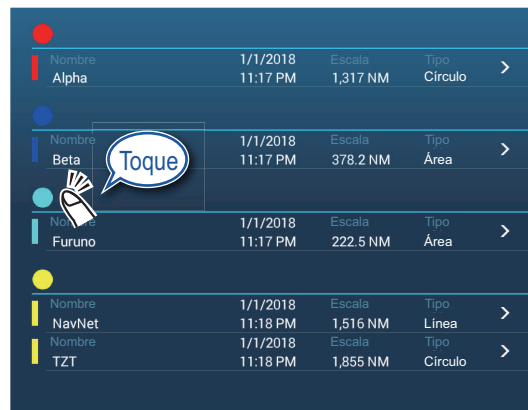 Nombre 1/1/2018 Escala Tipo
Alpha 11:17 PM 1,317 NM Círculo
Nombre 1/1/2018 Escala Tipo
Beta 11:17 PM 378.2 NM Área
Toque
Nombre 1/1/2018 Escala Tipo
Furuno 11:17 PM 222.5 NM Área
Nombre 1/1/2018 Escala Tipo
NavNet 11:18 PM 1,516 NM Línea
Nombre 1/1/2018 Escala Tipo
TZT 11:18 PM 1,855 NM Círculo